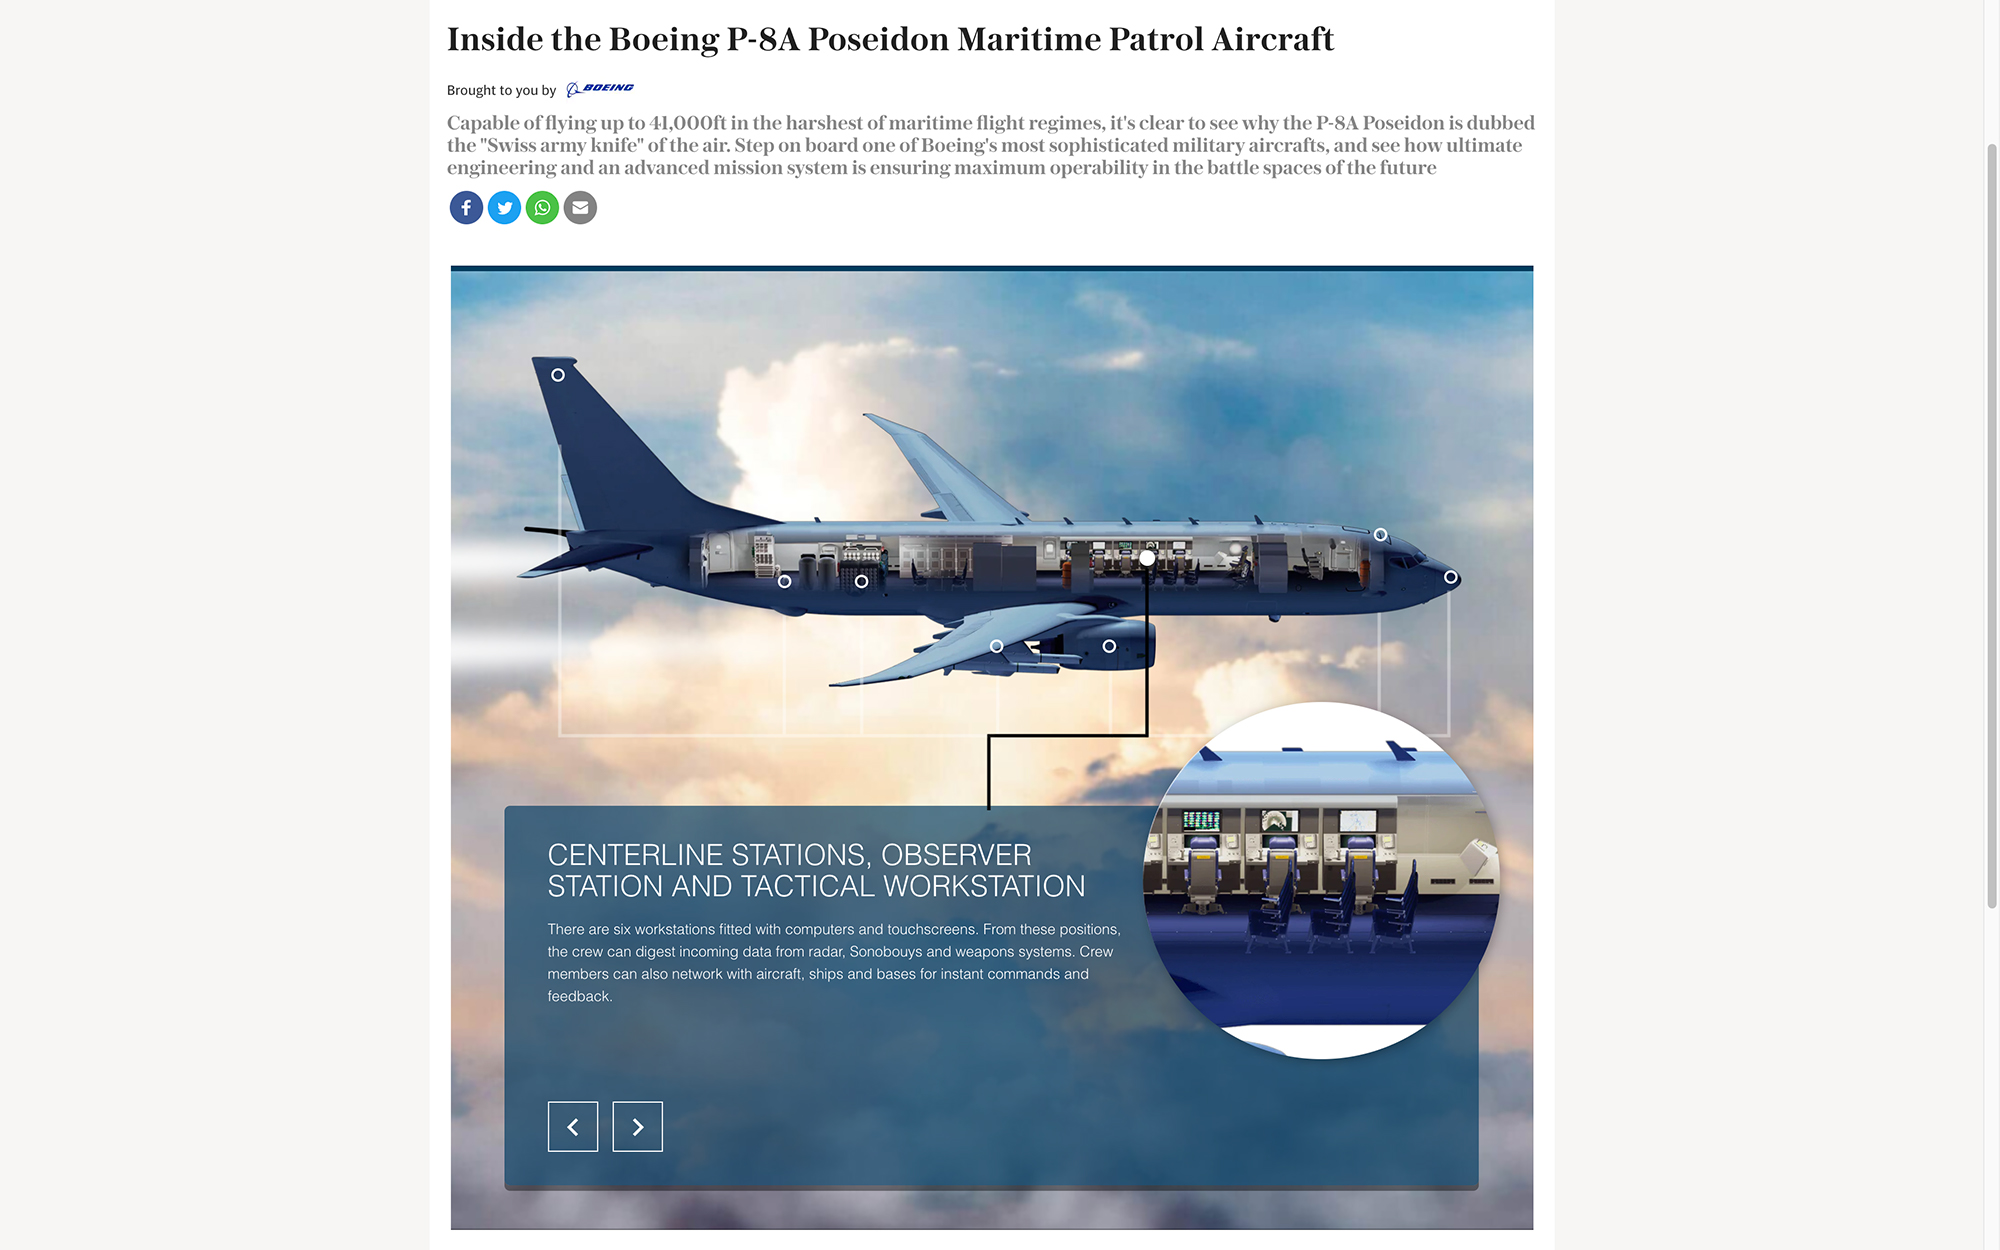 Inside the Boeing P-8A Poseidon Maritime Patrol Aircraft
Brought to you by BOEING
Capable of flying up to 41,000ft in the harshest of maritime flight regimes, it's clear to see why the P-8A Poseidon is dubbed
the "Swiss army knife" of the air. Step on board one of Boeing's most sophisticated military aircrafts, and see how ultimate
engineering and an advanced mission system is ensuring maximum operability in the battle spaces of the future
CENTERLINE STATIONS, OBSERVER
STATION AND TACTICAL WORKSTATION
There are six workstations fitted with computers and touchscreens. From these positions,
the crew can digest incoming data from radar, Sonobouys and weapons systems. Crew
members can also network with aircraft, ships and bases for instant commands and
feedback.